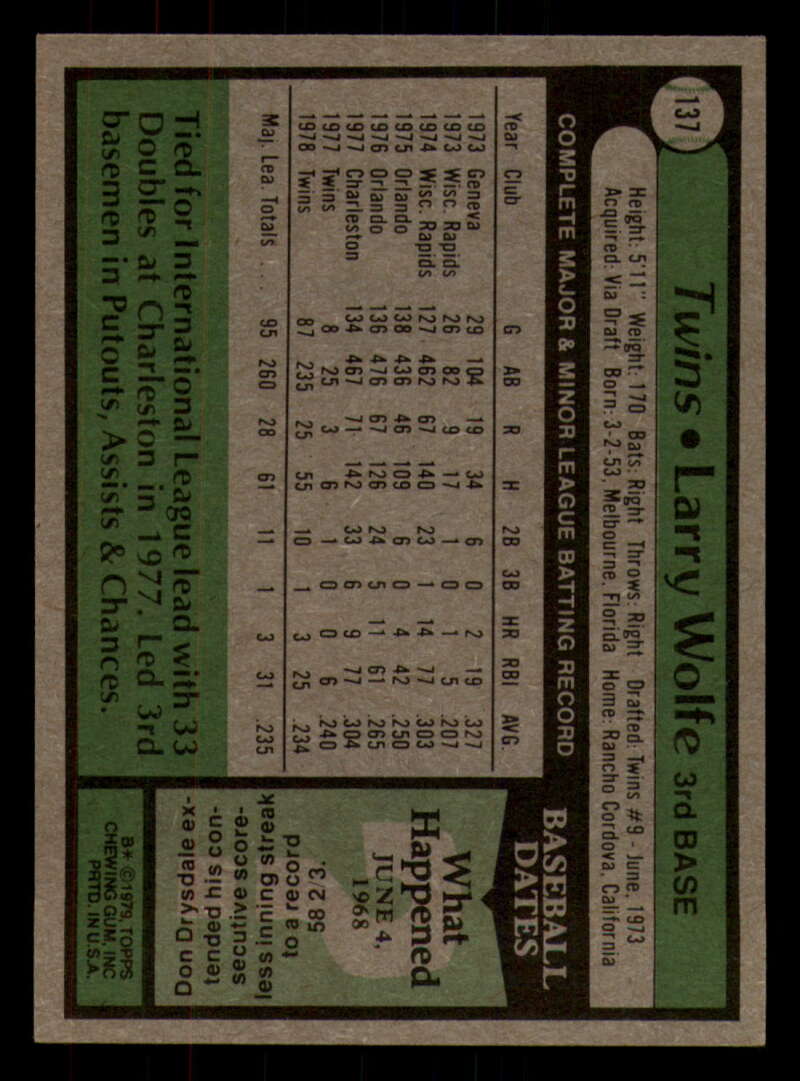 137
Twins • Larry Wolfe 3rd BASE
Height: 5'11" Weight: 170 Bats: Right Throws: Right Drafted: Twins #9 - June, 1973
Acquired: Via Draft Born: 3-2-53, Melbourne, Florida Home: Rancho Cordova, California
COMPLETE MAJOR & MINOR LEAGUE BATTING RECORD
Year Club G AB R H 2B 3B HR RBI AVG.
1973 Geneva 29 104 19 34 6 0 2 19 .327
1973 Wisc. Rapids 26 82 9 17 1 0 1 5 .207
1974 Wisc. Rapids 127 462 67 140 23 1 14 77 .303
1975 Orlando 138 436 46 109 6 0 4 42 .250
1976 Orlando 136 476 67 126 24 5 11 61 .265
1977 Charleston 134 467 71 142 33 6 9 77 .304
1977 Twins 8 25 3 6 1 0 0 6 .240
1978 Twins 87 235 25 55 10 1 3 25 .234
Maj. Lea. Totals . . . . 95 260 28 61 11 1 3 31 .235
Tied for International League lead with 33
Doubles at Charleston in 1977. Led 3rd
basemen in Putouts, Assists & Chances.
BASEBALL
DATES
What
Happened
JUNE 4,
1968
Don Drysdale ex-
tended his con-
secutive score-
less inning streak
to a record
58 2/3.
B* ©1979, TOPPS
CHEWING GUM, INC
PRTD. IN U.S.A.